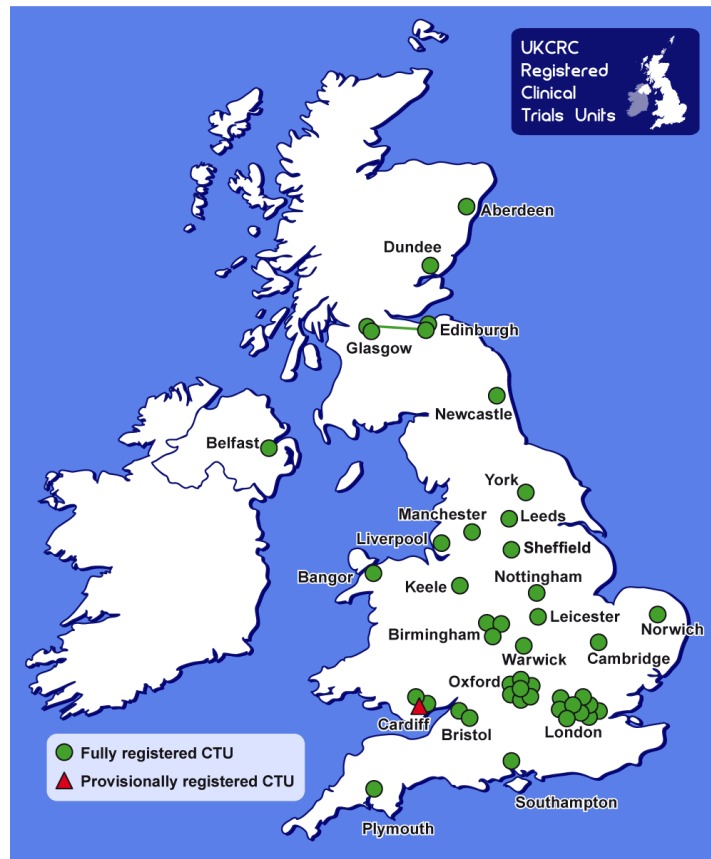 UKCRC
Registered
Clinical
Trials Units
Aberdeen
Dundee
Edinburgh
Glasgow
Newcastle
Belfast
York
Manchester
Leeds
Liverpool
Sheffield
Bangor
Keele
Nottingham
Leicester
Norwich
Birmingham
Warwick
Cambridge
Oxford
Cardiff
Bristol
London
Fully registered CTU
Provisionally registered CTU
Southampton
Plymouth